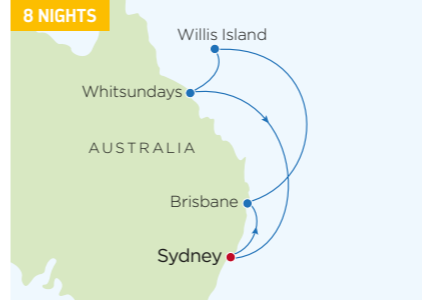 8 NIGHTS
Willis Island
Whitsundays
AUSTRALIA
Brisbane
Sydney